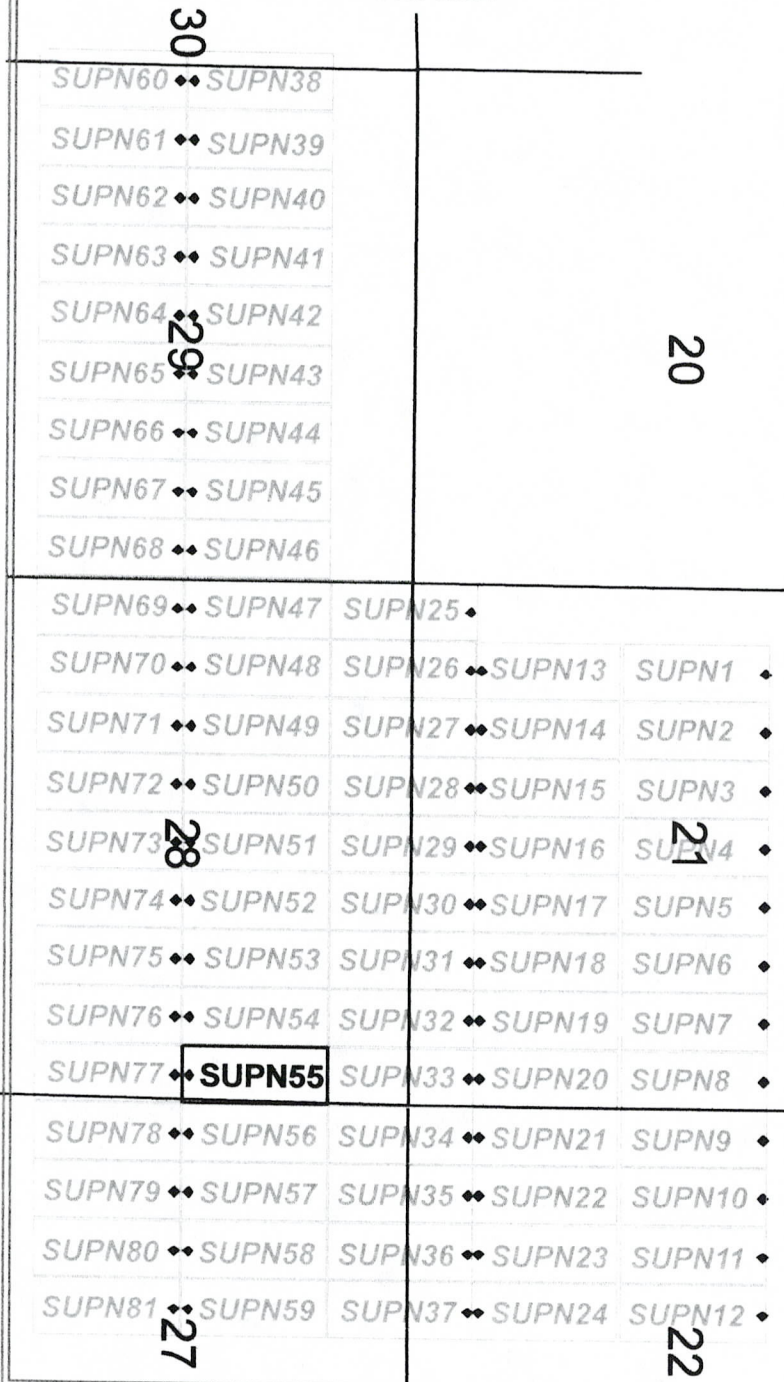 30
SUPN60 SUPN38
SUPN61 SUPN39
SUPN62 SUPN40
SUPN63 SUPN41
SUPN64 SUPN42
29
20
SUPN65 SUPN43
SUPN66 SUPN44
SUPN67 SUPN45
SUPN68 SUPN46
SUPN69 SUPN47 SUPN25
SUPN70 SUPN48 SUPN26 SUPN13 SUPN1
SUPN71 SUPN49 SUPN27 SUPN14 SUPN2
SUPN72 SUPN50 SUPN28 SUPN15 SUPN3
SUPN73 28 SUPN51 SUPN29 SUPN16 SUPN4 21
SUPN74 SUPN52 SUPN30 SUPN17 SUPN5
SUPN75 SUPN53 SUPN31 SUPN18 SUPN6
SUPN76 SUPN54 SUPN32 SUPN19 SUPN7
SUPN77 SUPN55 SUPN33 SUPN20 SUPN8
SUPN78 SUPN56 SUPN34 SUPN21 SUPN9
SUPN79 SUPN57 SUPN35 SUPN22 SUPN10
SUPN80 SUPN58 SUPN36 SUPN23 SUPN11
SUPN81 SUPN59 SUPN37 SUPN24 SUPN12
27
22